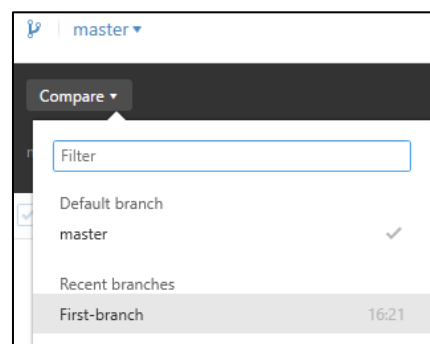 master
Compare
Filter
Default branch
master
Recent branches
First-branch 16:21